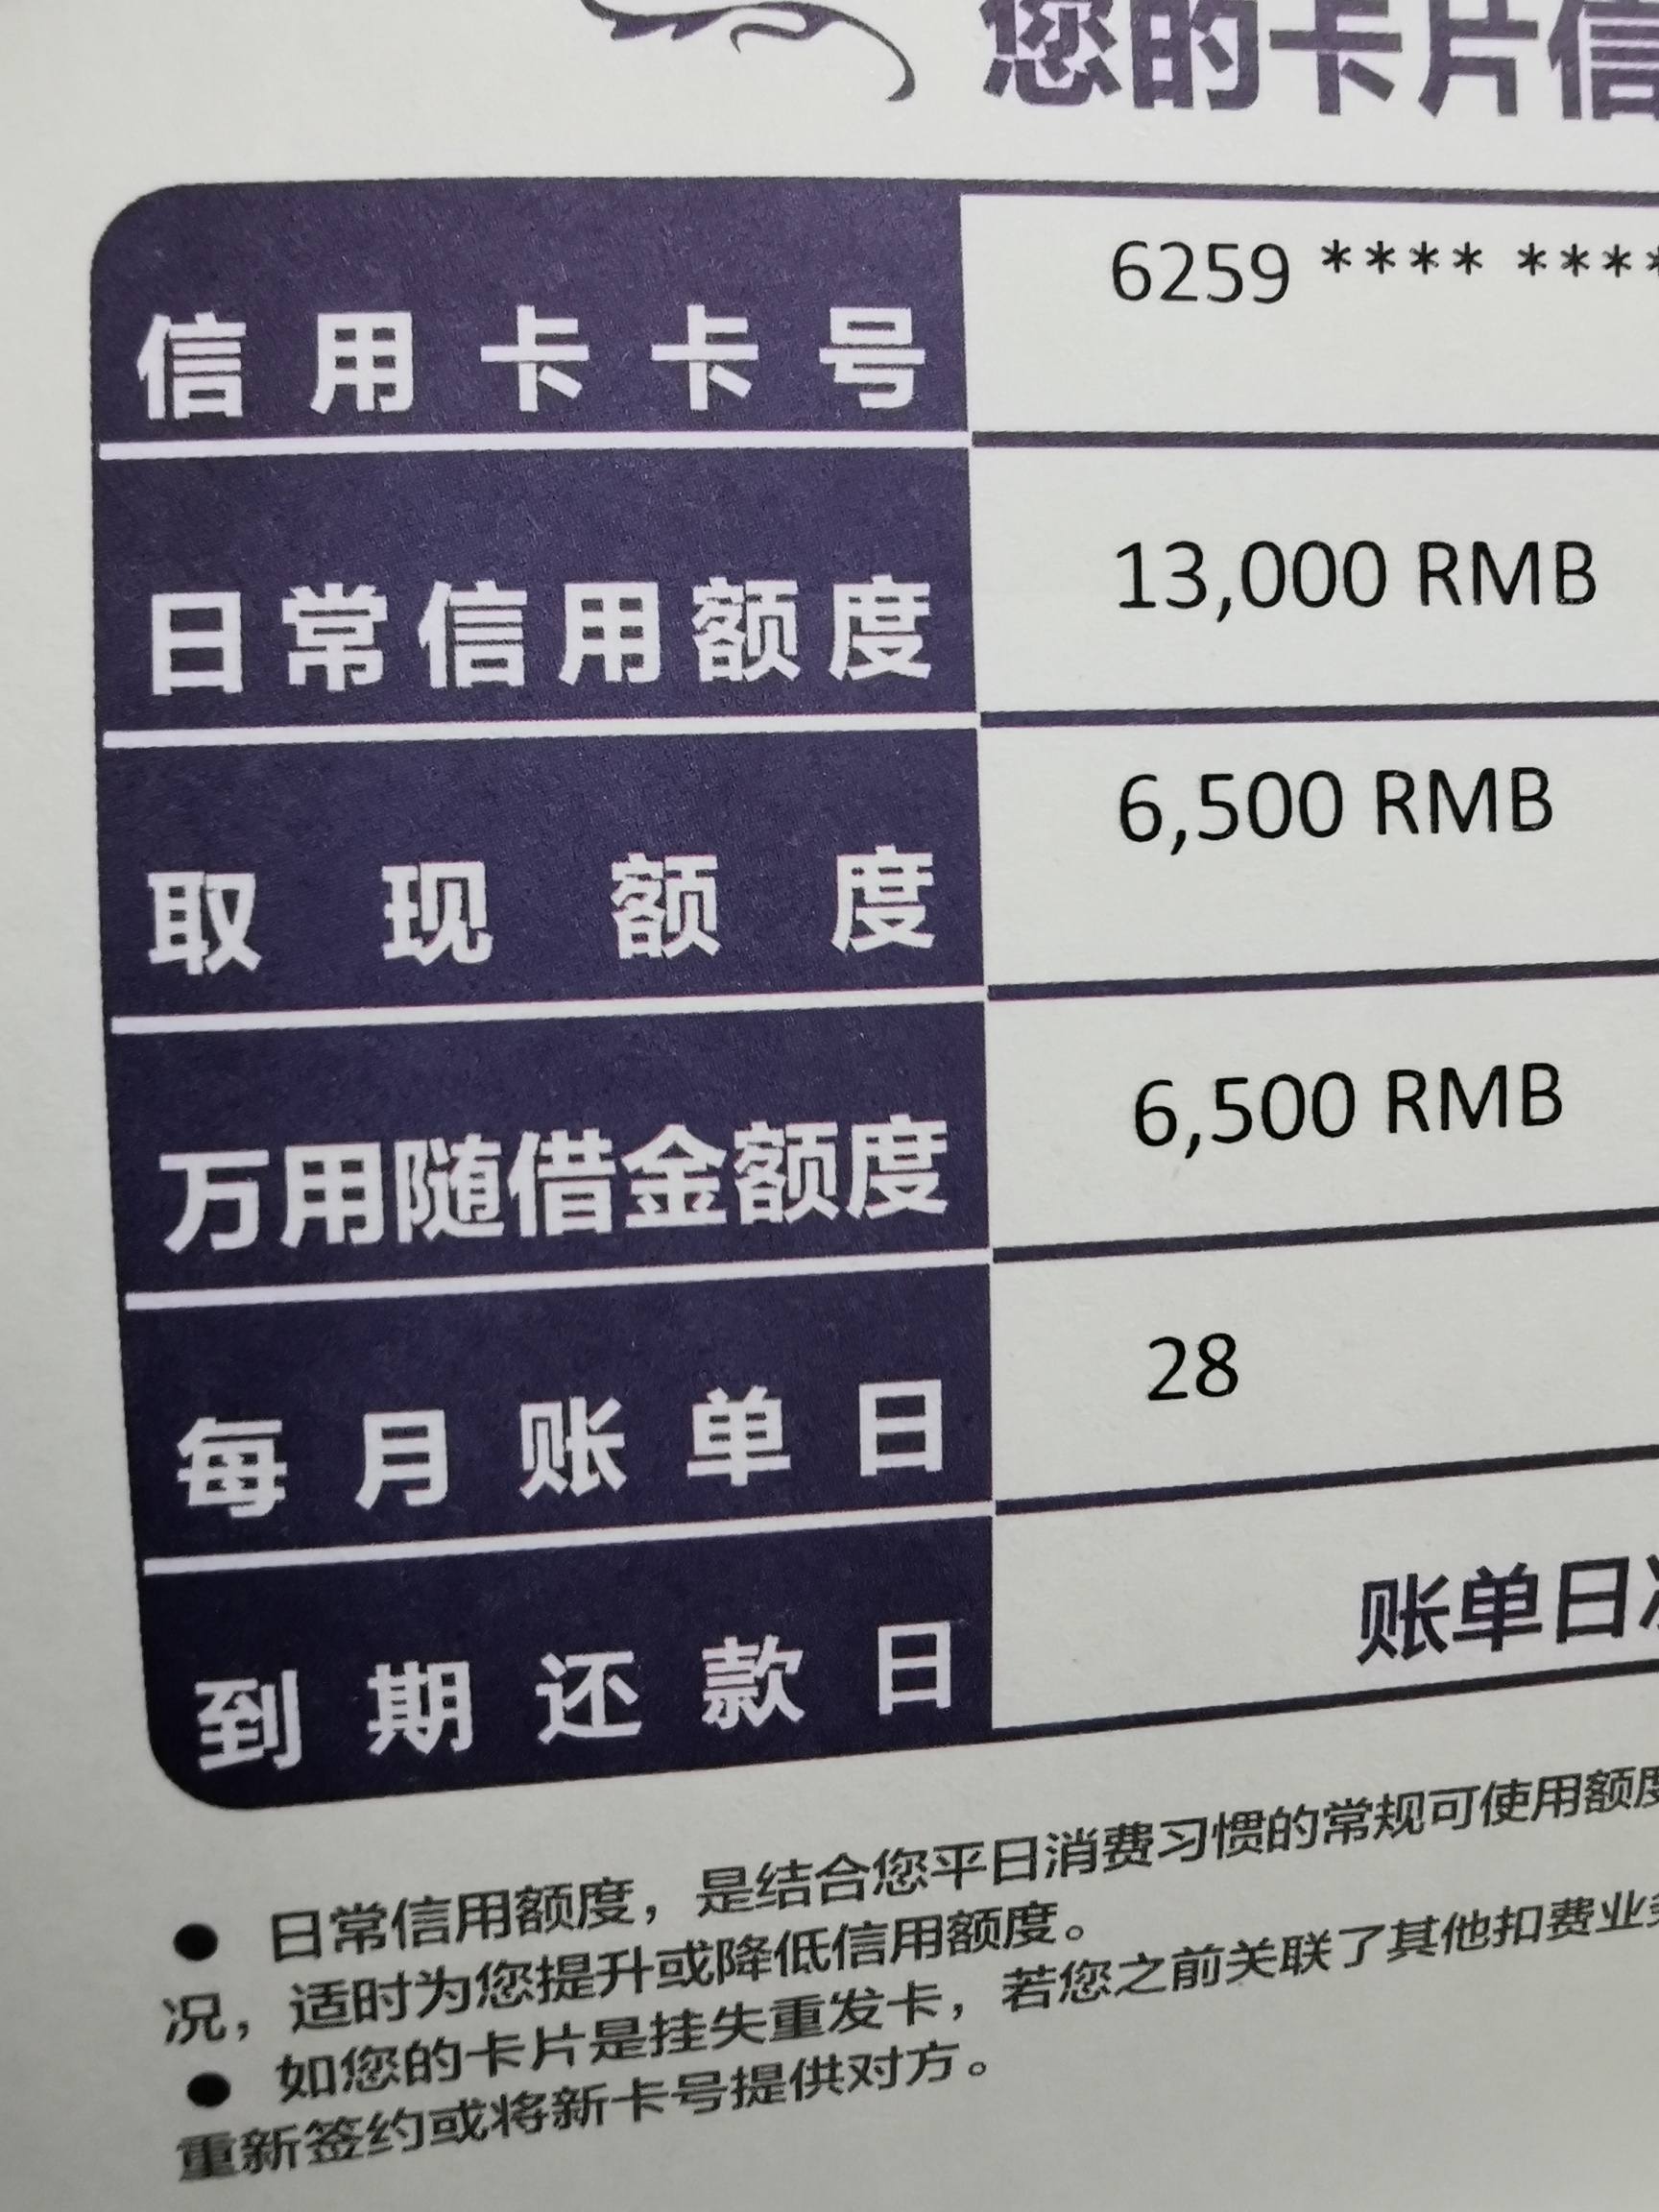 您的卡片信
信用卡卡号 6259 **** ****
日常信用额度 13,000 RMB
取现额度 6,500 RMB
万用随借金额度 6,500 RMB
每月账单日 28
到期还款日 账单日
● 日常信用额度，是结合您平日消费习惯的常规可使用额度
况，适时为您提升或降低信用额度。
● 如您的卡片是挂失重发卡，若您之前关联了其他扣费业务
重新签约或将新卡号提供对方。